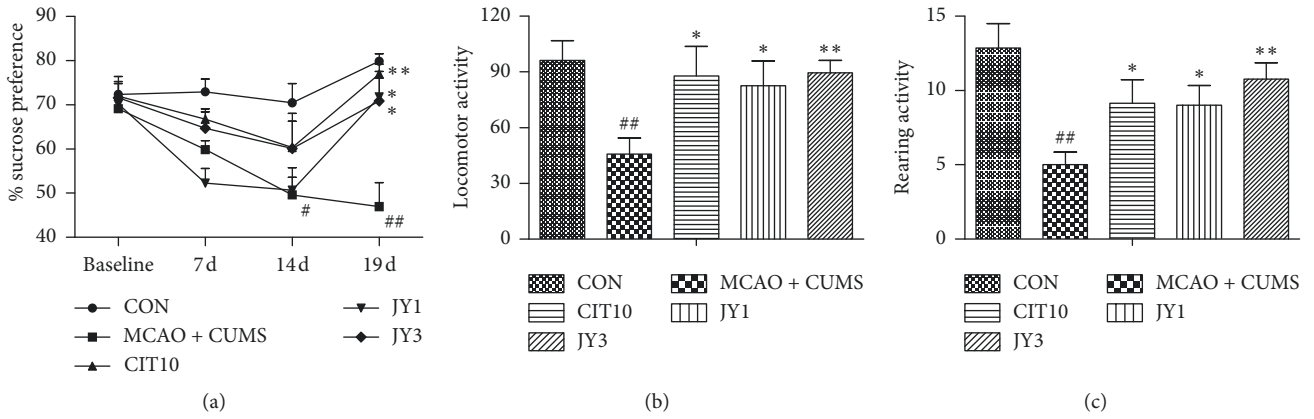 % sucrose preference
90
80
70
60
50
40
Baseline
7 d
14 d
19 d
**
*
*
#
##
CON
MCAO + CUMS
CIT10
JY1
JY3
(a)
Locomotor activity
120
90
60
30
0
##
*
*
**
CON
MCAO + CUMS
CIT10
JY1
JY3
(b)
Rearing activity
15
10
5
0
##
*
*
**
CON
MCAO + CUMS
CIT10
JY1
JY3
(c)